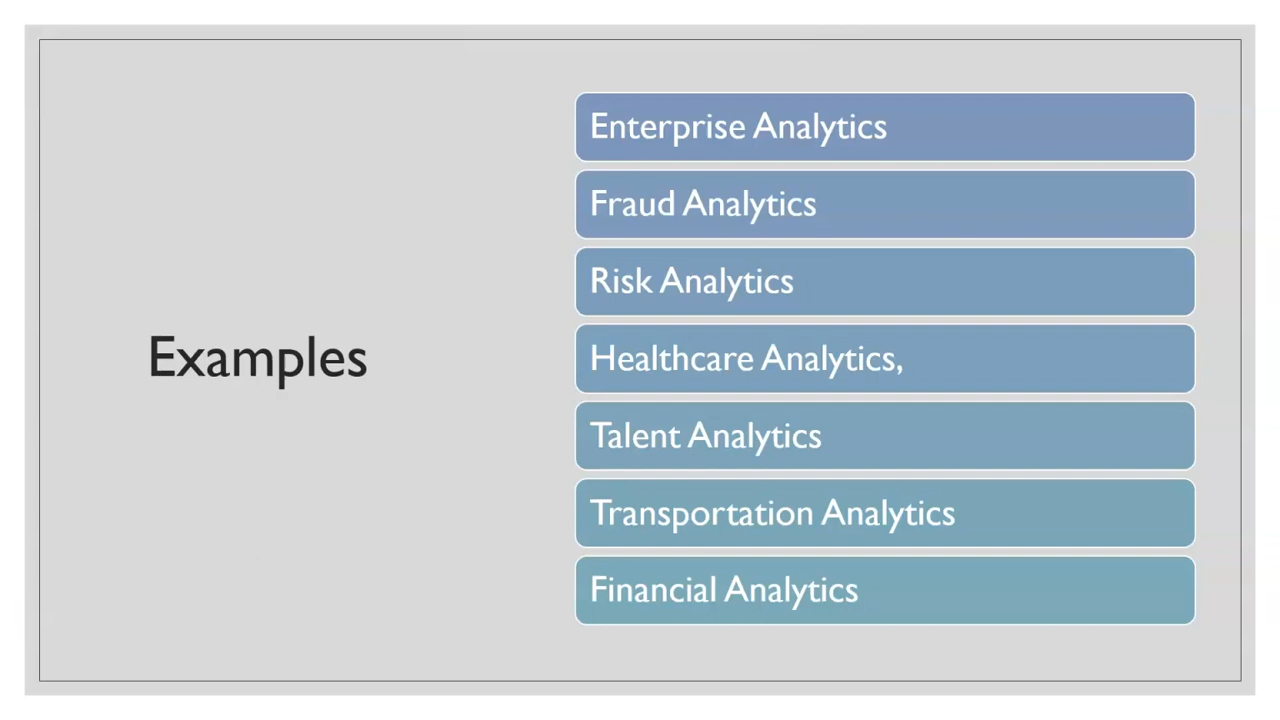 Examples
Enterprise Analytics
Fraud Analytics
Risk Analytics
Healthcare Analytics,
Talent Analytics
Transportation Analytics
Financial Analytics